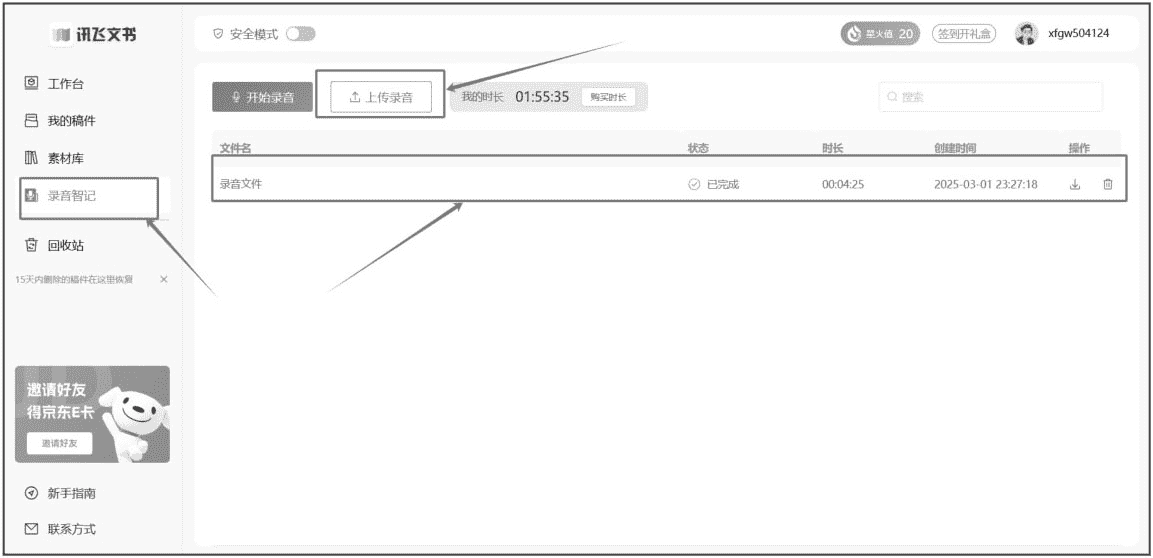 讯飞文书
安全模式
星火值 20
签到开礼盒
xfgw504124
工作台
我的稿件
素材库
录音智记
回收站
15天内删除的稿件在这里恢复
邀请好友
得京东E卡
邀请好友
新手指南
联系方式
开始录音
上传录音
我的时长 01:55:35 购买时长
搜索
文件名 状态 时长 创建时间 操作
录音文件 已完成 00:04:25 2025-03-01 23:27:18